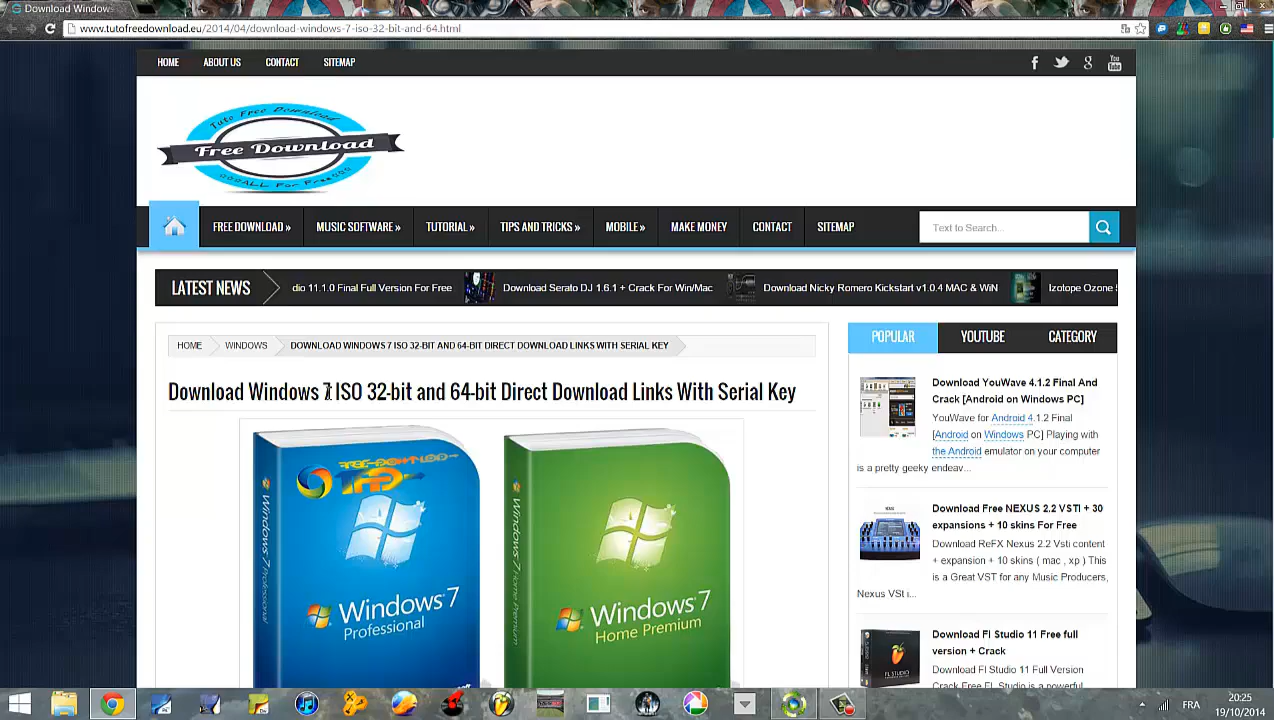 Download Window
www.tutofreedownload.eu/2014/04/download-windows-7-iso-32-bit-and-64.html
HOME ABOUT US CONTACT SITEMAP
Tuto Free Download
Free Download
ALL For Free
FREE DOWNLOAD » MUSIC SOFTWARE » TUTORIAL » TIPS AND TRICKS » MOBILE » MAKE MONEY CONTACT SITEMAP
Text to Search...
LATEST NEWS dio 11.1.0 Final Full Version For Free Download Serato DJ 1.6.1 + Crack For Win/Mac Download Nicky Romero Kickstart v1.0.4 MAC & WiN Izotope Ozone 5
HOME WINDOWS DOWNLOAD WINDOWS 7 ISO 32-BIT AND 64-BIT DIRECT DOWNLOAD LINKS WITH SERIAL KEY
Download Windows 7 ISO 32-bit and 64-bit Direct Download Links With Serial Key
Windows 7 Professional
Windows 7
Professional
Windows 7 Home Premium
Windows 7
Home Premium
POPULAR YOUTUBE CATEGORY
Download YouWave 4.1.2 Final And
Crack [Android on Windows PC]
YouWave for Android 4.1.2 Final
[Android on Windows PC] Playing with
the Android emulator on your computer
is a pretty geeky endeav...
Download Free NEXUS 2.2 VSTI + 30
expansions + 10 skins For Free
Download ReFX Nexus 2.2 Vsti content
+ expansion + 10 skins ( mac , xp ) This
is a Great VST for any Music Producers,
Nexus VSt ı...
Download Fl Studio 11 Free full
version + Crack
Download Fl Studio 11 Full Version
Crack Free FL Studio is a powerful
FRA
20:25
19/10/2014